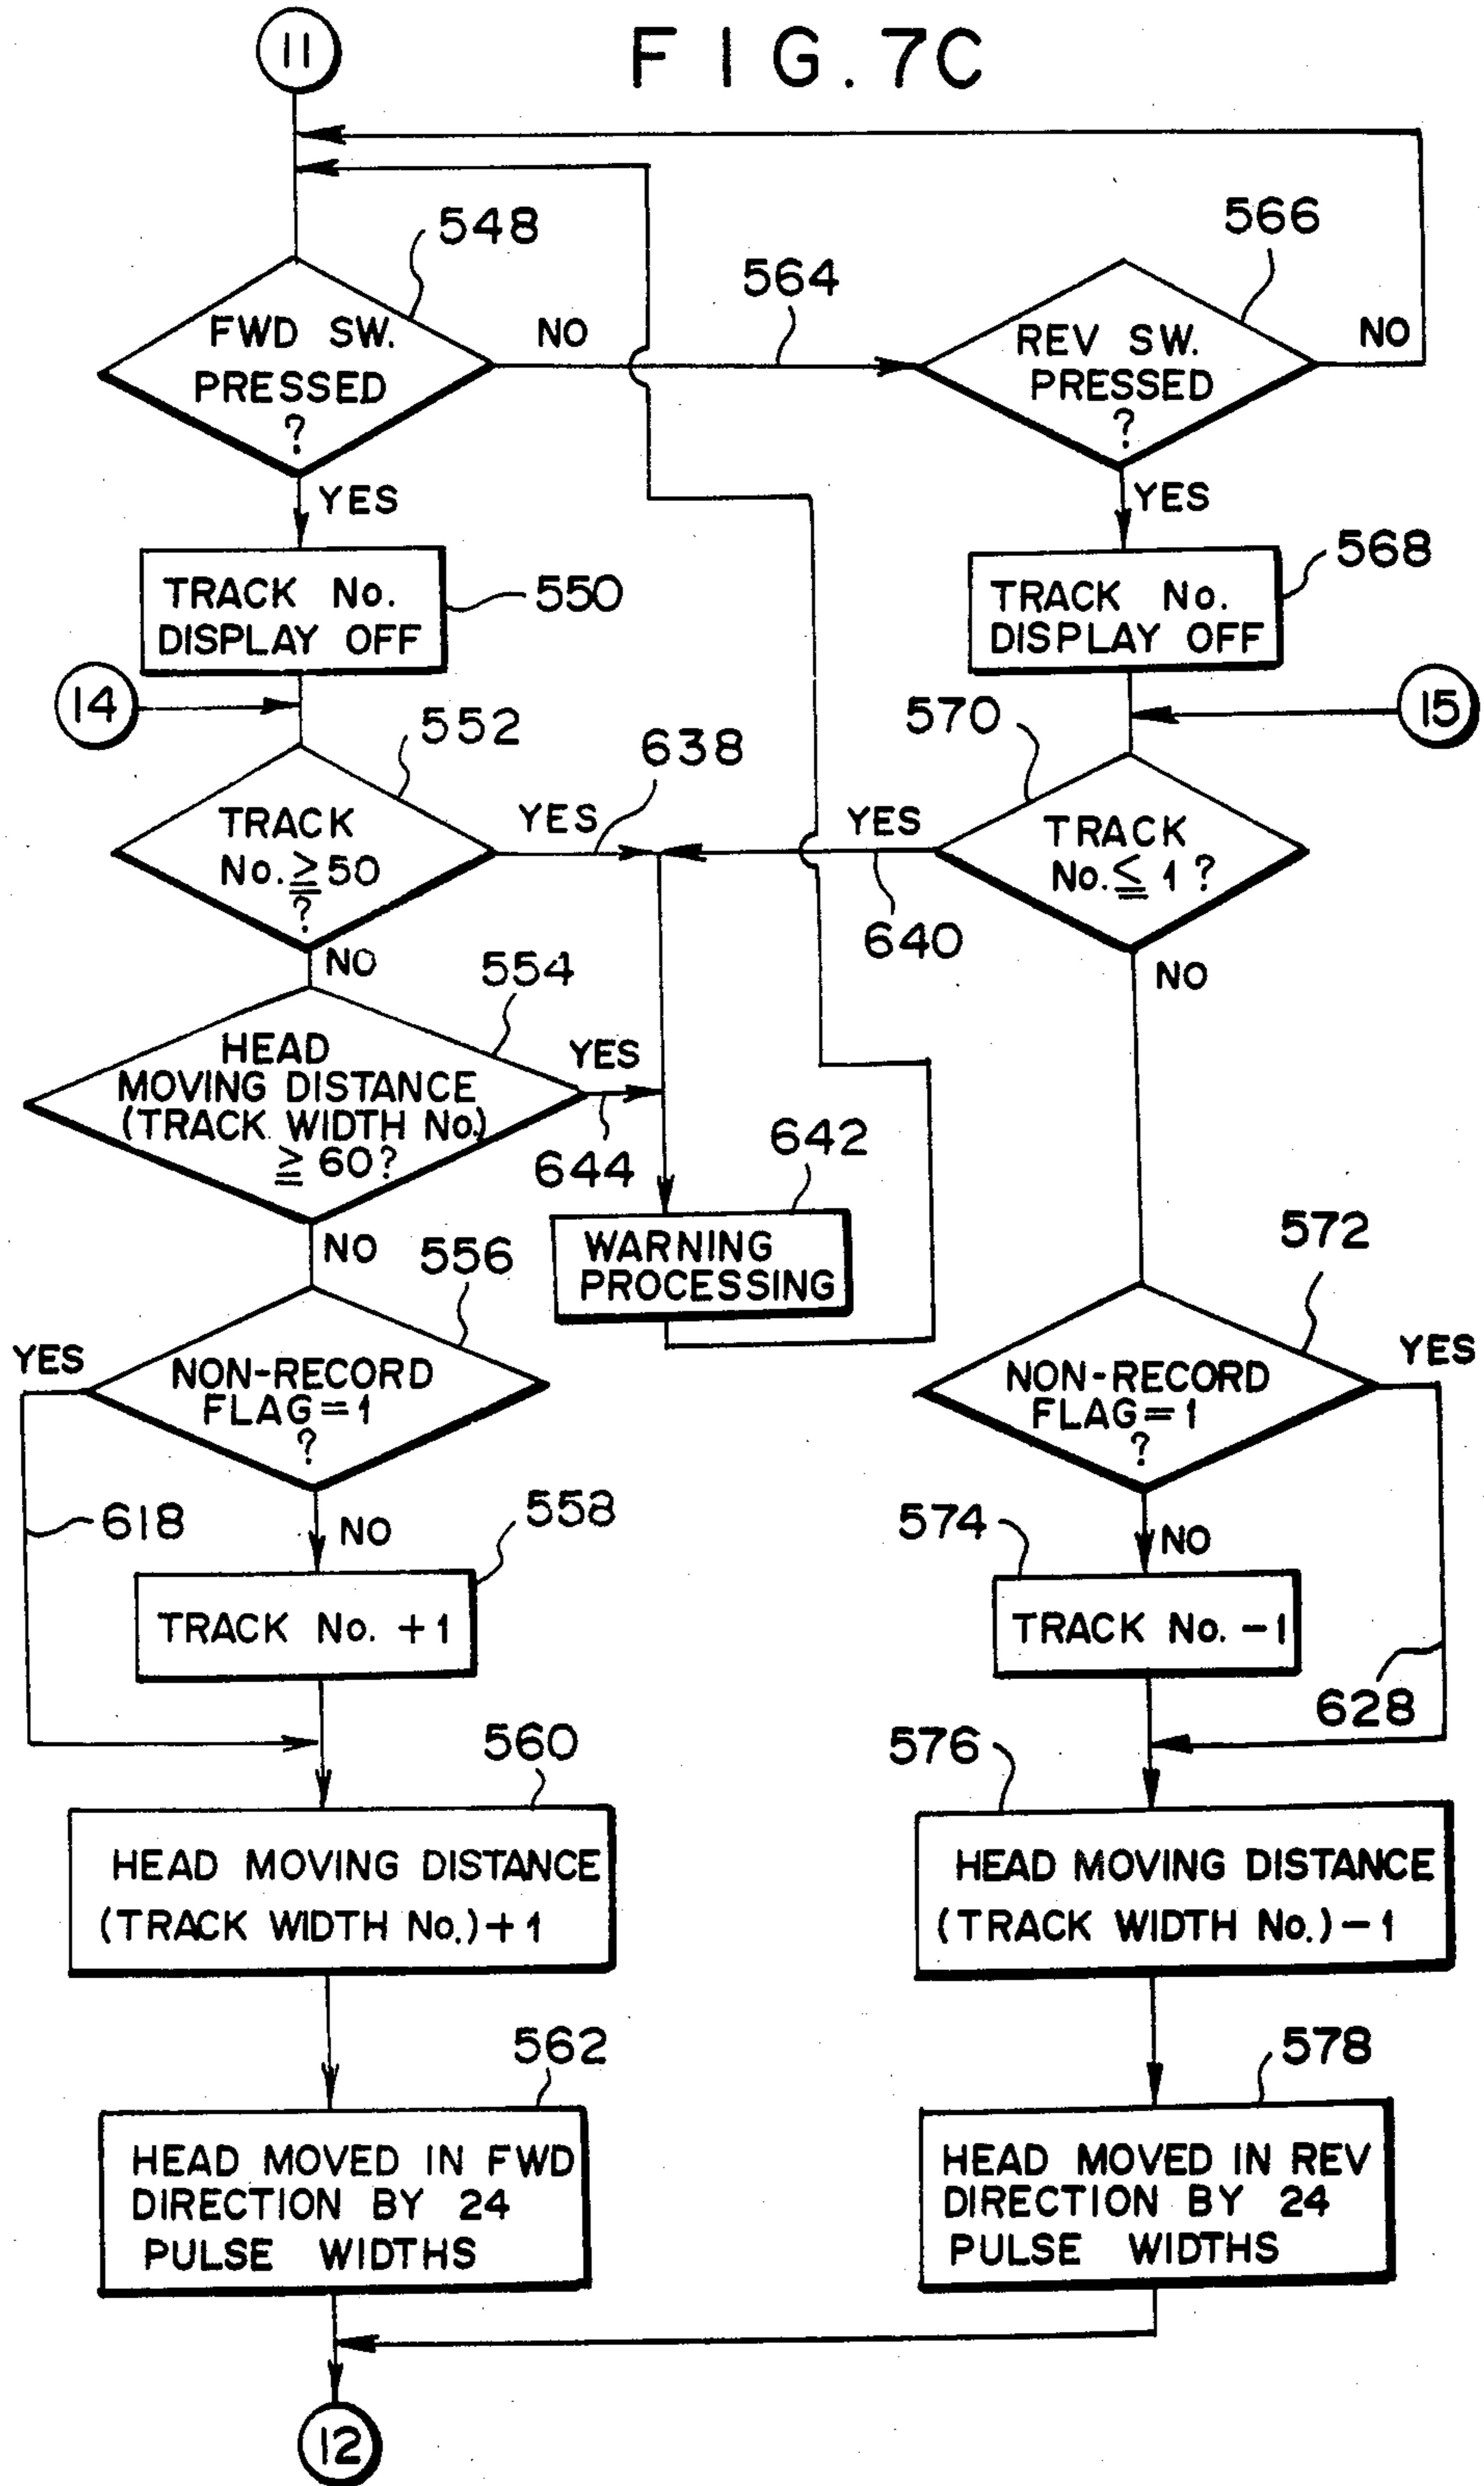 11
F I G. 7C
548
564
566
FWD SW.
PRESSED
?
NO
REV SW.
PRESSED
?
NO
YES
YES
TRACK No.
DISPLAY OFF
550
TRACK No.
DISPLAY OFF
568
14
15
552
638
570
TRACK
No. ≧ 50
?
YES
YES
TRACK
No. ≦ 1 ?
640
NO
NO
554
HEAD
MOVING DISTANCE
(TRACK WIDTH No.)
≧ 60?
YES
644
642
WARNING
PROCESSING
NO
556
572
YES
NON-RECORD
FLAG=1
?
NON-RECORD
FLAG=1
?
YES
618
NO
558
574
NO
TRACK No. +1
TRACK No. -1
628
560
576
HEAD MOVING DISTANCE
(TRACK WIDTH No.)+1
HEAD MOVING DISTANCE
(TRACK WIDTH No.)-1
562
578
HEAD MOVED IN FWD
DIRECTION BY 24
PULSE WIDTHS
HEAD MOVED IN REV
DIRECTION BY 24
PULSE WIDTHS
12